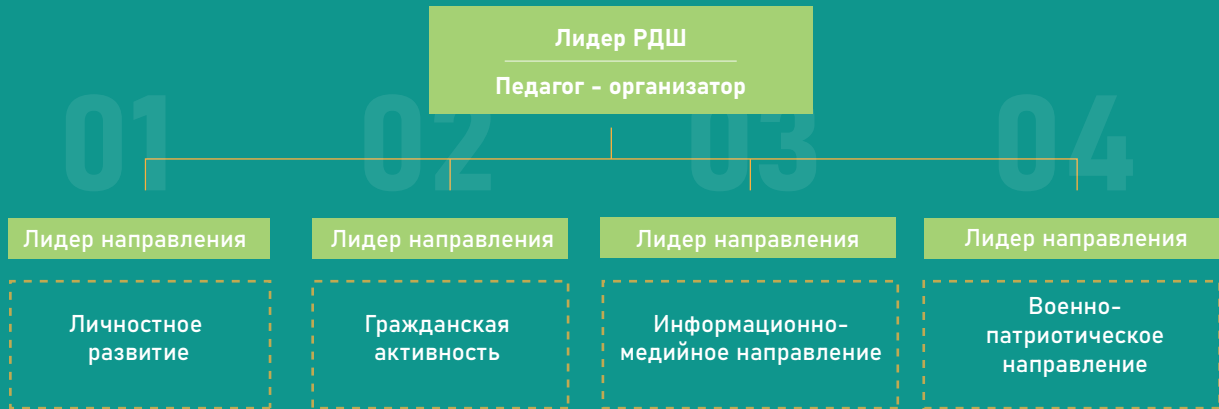 Лидер РДШ
Педагог - организатор
01
02
03
04
Лидер направления
Лидер направления
Лидер направления
Лидер направления
Личностное
развитие
Гражданская
активность
Информационно-
медийное направление
Военно-
патриотическое
направление